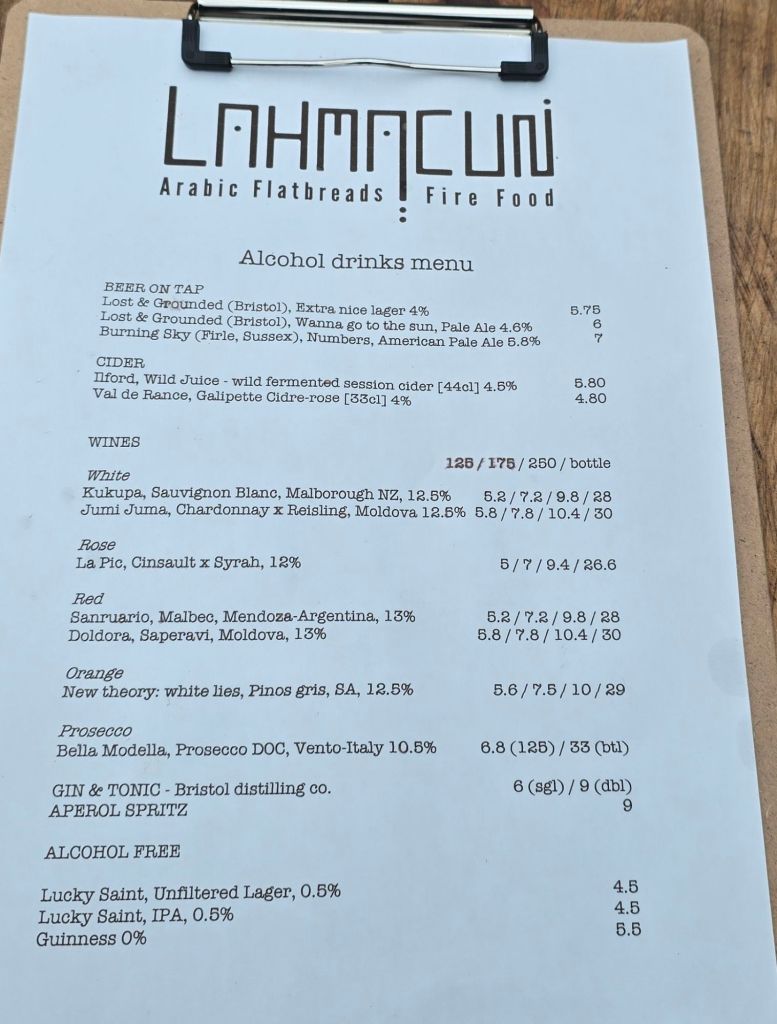 LAHMACUN
Arabic Flatbreads Fire Food
Alcohol drinks menu
BEER ON TAP
Lost & Grounded (Bristol), Extra nice lager 4% 5.75
Lost & Grounded (Bristol), Wanna go to the sun, Pale Ale 4.6% 6
Burning Sky (Firle, Sussex), Numbers, American Pale Ale 5.8% 7
CIDER
Ilford, Wild Juice - wild fermented session cider [44cl] 4.5% 5.80
Val de Rance, Galipette Cidre-rose [33cl] 4% 4.80
WINES
125 / 175 / 250 / bottle
White
Kukupa, Sauvignon Blanc, Malborough NZ, 12.5% 5.2 / 7.2 / 9.8 / 28
Jumi Juma, Chardonnay x Reisling, Moldova 12.5% 5.8 / 7.8 / 10.4 / 30
Rose
La Pic, Cinsault x Syrah, 12% 5 / 7 / 9.4 / 26.6
Red
Sanruario, Malbec, Mendoza-Argentina, 13% 5.2 / 7.2 / 9.8 / 28
Doldora, Saperavi, Moldova, 13% 5.8 / 7.8 / 10.4 / 30
Orange
New theory: white lies, Pinos gris, SA, 12.5% 5.6 / 7.5 / 10 / 29
Prosecco
Bella Modella, Prosecco DOC, Vento-Italy 10.5% 6.8 (125) / 33 (btl)
GIN & TONIC - Bristol distilling co. 6 (sgl) / 9 (dbl)
APEROL SPRITZ 9
ALCOHOL FREE
Lucky Saint, Unfiltered Lager, 0.5% 4.5
Lucky Saint, IPA, 0.5% 4.5
Guinness 0% 5.5